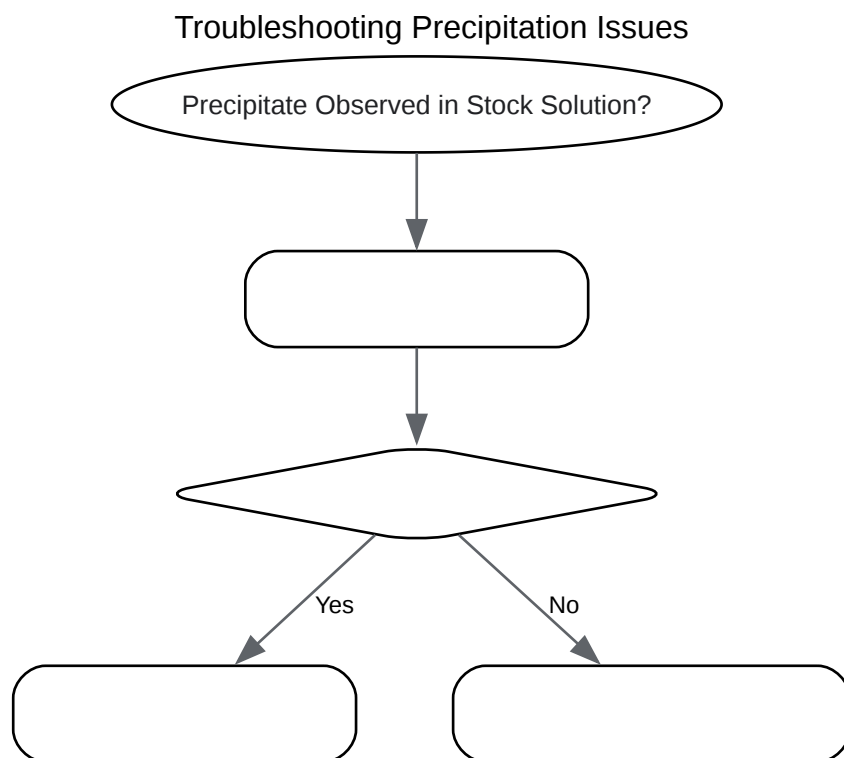 Troubleshooting Precipitation Issues
Precipitate Observed in Stock Solution?
Yes
No